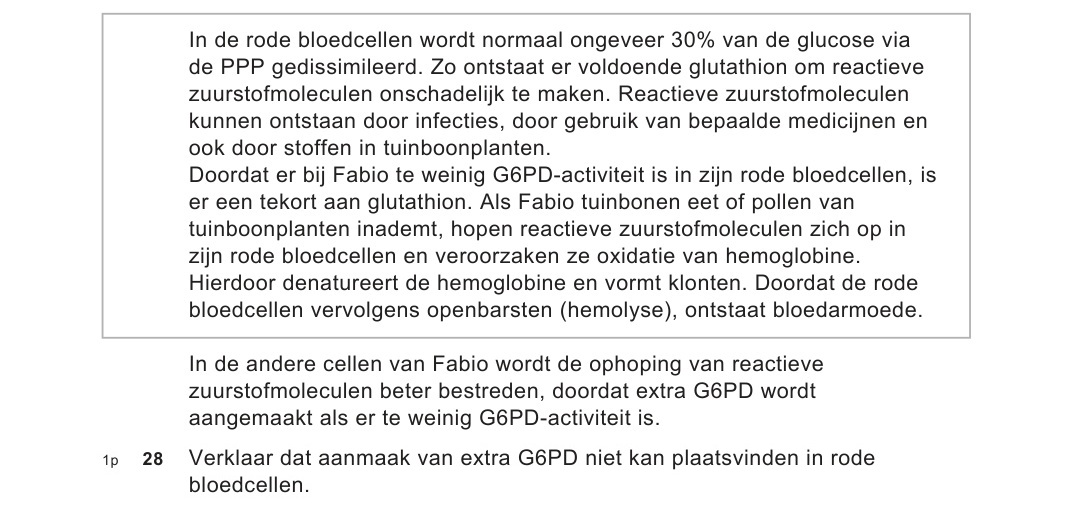 In de rode bloedcellen wordt normaal ongeveer 30% van de glucose via
de PPP gedissimileerd. Zo ontstaat er voldoende glutathion om reactieve
zuurstofmoleculen onschadelijk te maken. Reactieve zuurstofmoleculen
kunnen ontstaan door infecties, door gebruik van bepaalde medicijnen en
ook door stoffen in tuinboonplanten.
Doordat er bij Fabio te weinig G6PD-activiteit is in zijn rode bloedcellen, is
er een tekort aan glutathion. Als Fabio tuinbonen eet of pollen van
tuinboonplanten inademt, hopen reactieve zuurstofmoleculen zich op in
zijn rode bloedcellen en veroorzaken ze oxidatie van hemoglobine.
Hierdoor denatureert de hemoglobine en vormt klonten. Doordat de rode
bloedcellen vervolgens openbarsten (hemolyse), ontstaat bloedarmoede.
In de andere cellen van Fabio wordt de ophoping van reactieve
zuurstofmoleculen beter bestreden, doordat extra G6PD wordt
aangemaakt als er te weinig G6PD-activiteit is.
1p 28 Verklaar dat aanmaak van extra G6PD niet kan plaatsvinden in rode
bloedcellen.